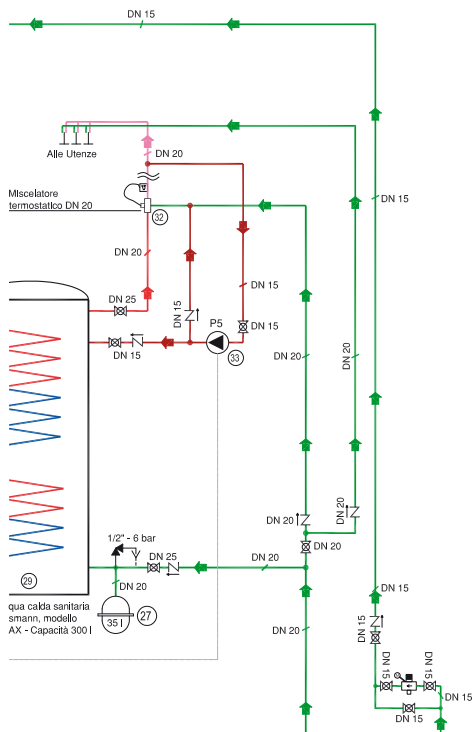 DN 15
Alle Utenze
DN 20
MIscelatore
termostatico DN 20
32
DN 20
DN 15
DN 15
DN 25
DN 15
P5
DN 15
33
DN 15
DN 20
DN 20
DN 20
DN 20
1/2" - 6 bar
DN 25
DN 20
DN 20
29
DN 20
35 l
27
qua calda sanitaria
smann, modello
AX - Capacità 300 l
DN 20
DN 15
DN 15
DN 15
DN 15
DN 15
DN 15